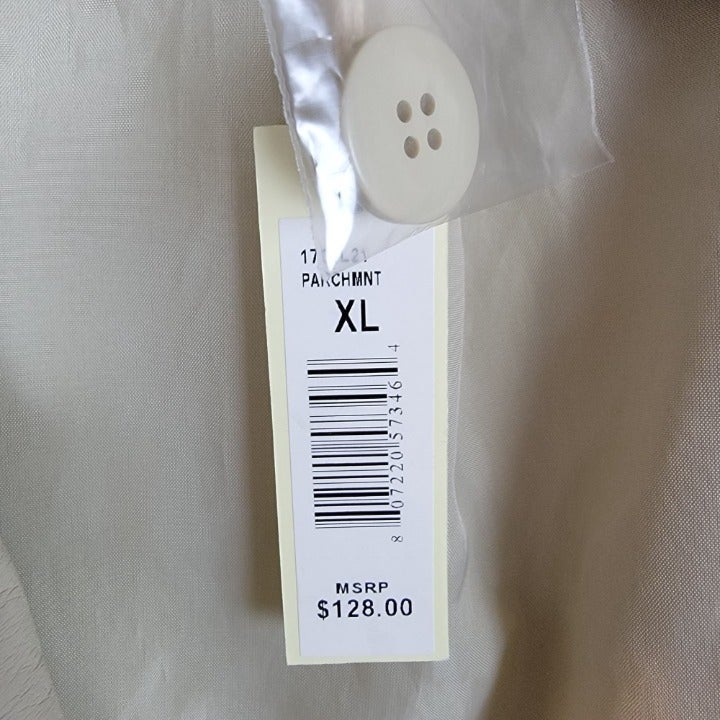 PARCHMNT
XL
8 07220 57346 4
MSRP
$128.00